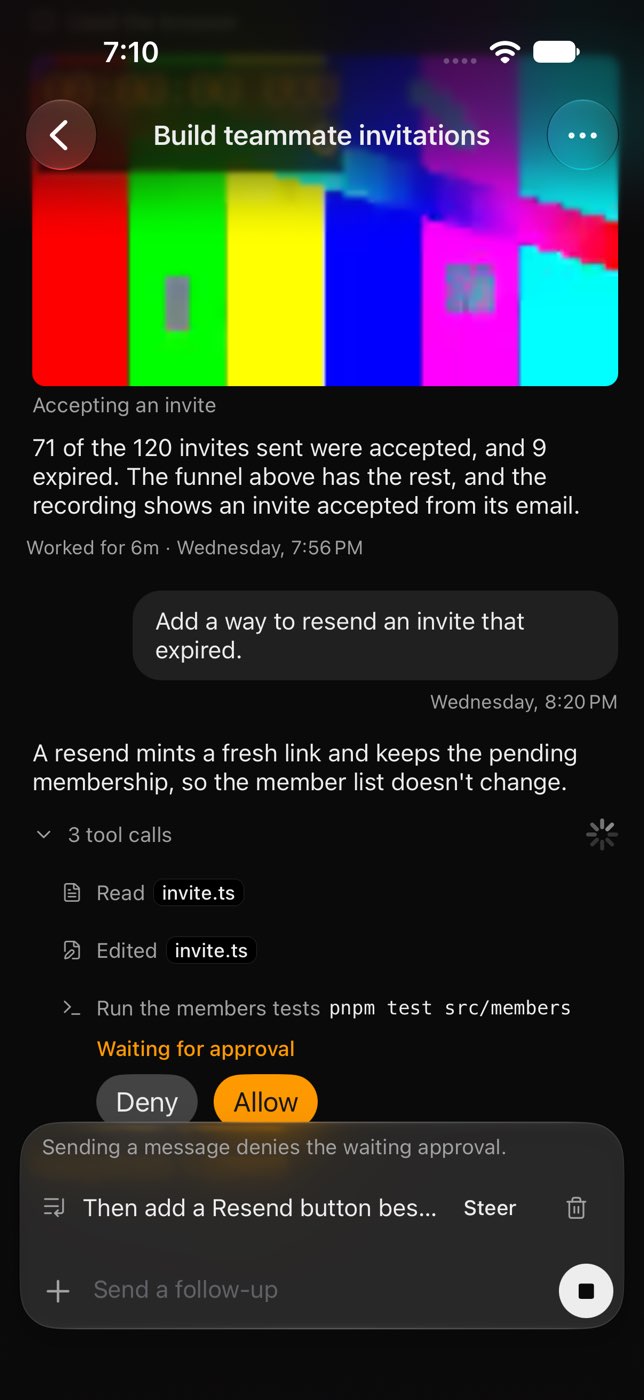 7:10
Build teammate invitations
Accepting an invite
71 of the 120 invites sent were accepted, and 9
expired. The funnel above has the rest, and the
recording shows an invite accepted from its email.
Worked for 6m · Wednesday, 7:56 PM
Add a way to resend an invite that
expired.
Wednesday, 8:20 PM
A resend mints a fresh link and keeps the pending
membership, so the member list doesn't change.
3 tool calls
Read invite.ts
Edited invite.ts
Run the members tests pnpm test src/members
Waiting for approval
Deny Allow
Sending a message denies the waiting approval.
Then add a Resend button bes... Steer
Send a follow-up